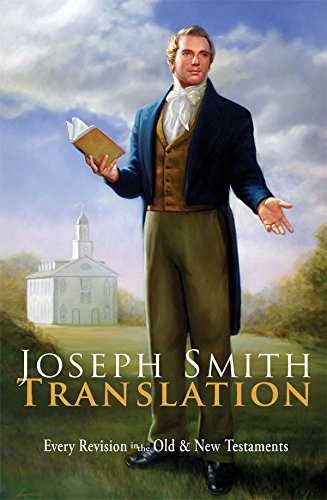 JOSEPH SMITH
TRANSLATION
Every Revision in the Old & New Testaments